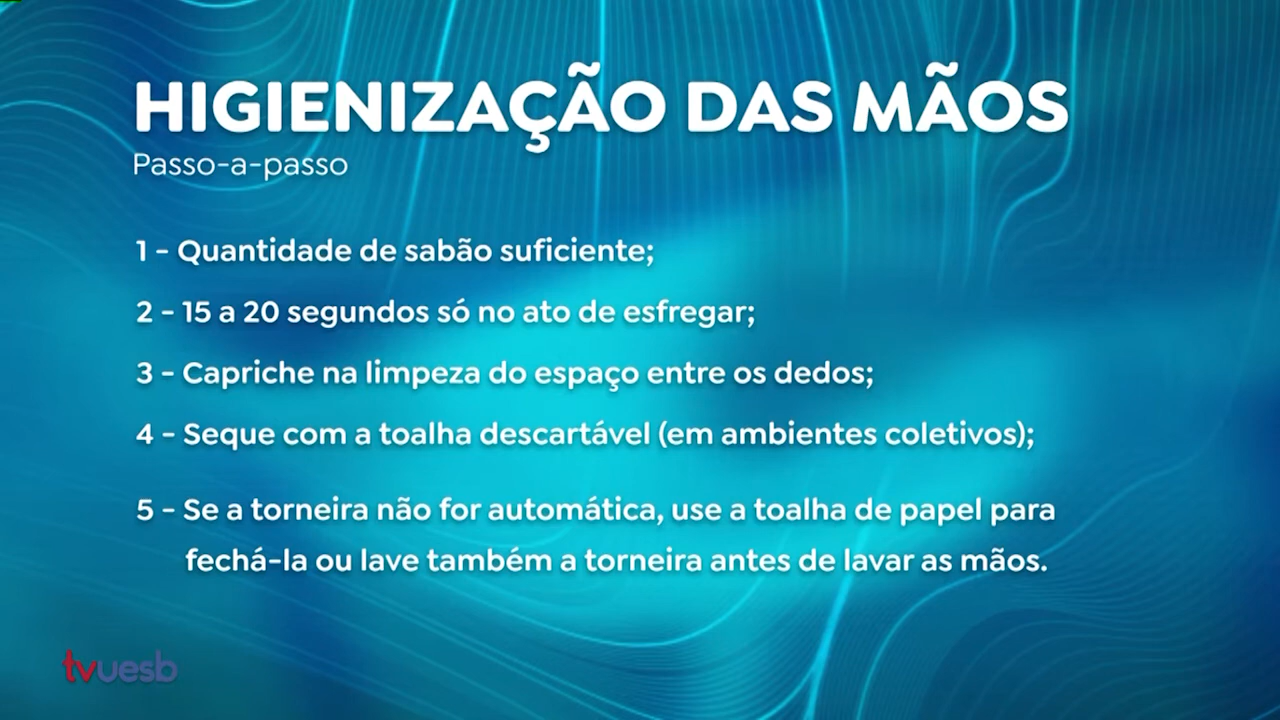 HIGIENIZAÇÃO DAS MÃOS
Passo-a-passo
1 - Quantidade de sabão suficiente;
2 - 15 a 20 segundos só no ato de esfregar;
3 - Capriche na limpeza do espaço entre os dedos;
4 - Seque com a toalha descartável (em ambientes coletivos);
5 - Se a torneira não for automática, use a toalha de papel para
fechá-la ou lave também a torneira antes de lavar as mãos.
tvuesb